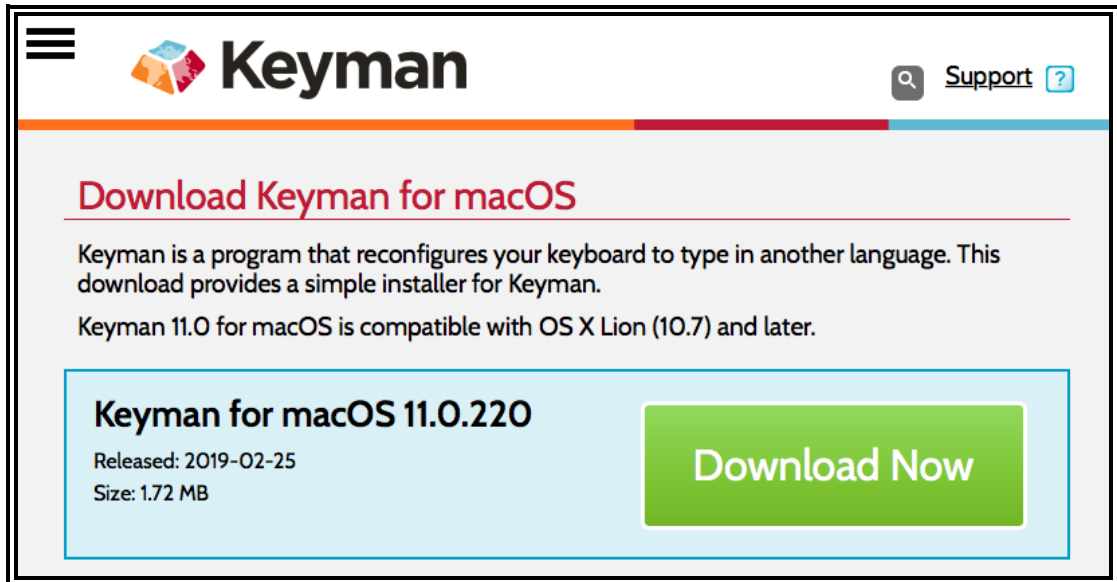 Keyman
Support ?
Download Keyman for macOS
Keyman is a program that reconfigures your keyboard to type in another language. This
download provides a simple installer for Keyman.
Keyman 11.0 for macOS is compatible with OS X Lion (10.7) and later.
Keyman for macOS 11.0.220
Released: 2019-02-25
Size: 1.72 MB
Download Now